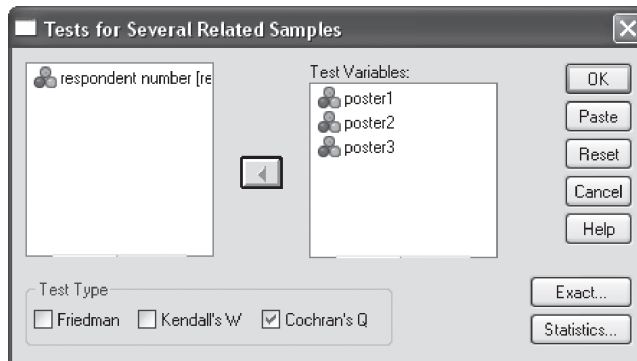 Tests for Several Related Samples
respondent number [re
Test Variables:
poster1
poster2
poster3
OK
Paste
Reset
Cancel
Help
Test Type
Friedman
Kendall's W
Cochran's Q
Exact...
Statistics...